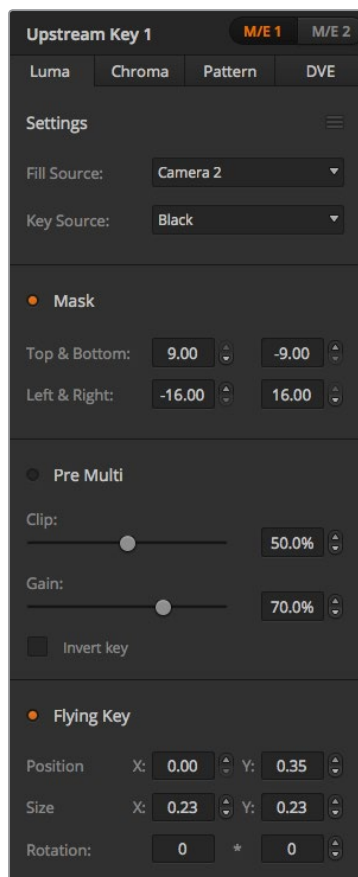 Upstream Key 1 M/E 1 M/E 2
Luma Chroma Pattern DVE
Settings
Fill Source: Camera 2
Key Source: Black
Mask
Top & Bottom: 9.00 -9.00
Left & Right: -16.00 16.00
Pre Multi
Clip:
50.0%
Gain:
70.0%
Invert key
Flying Key
Position X: 0.00 Y: 0.35
Size X: 0.23 Y: 0.23
Rotation: 0 * 0